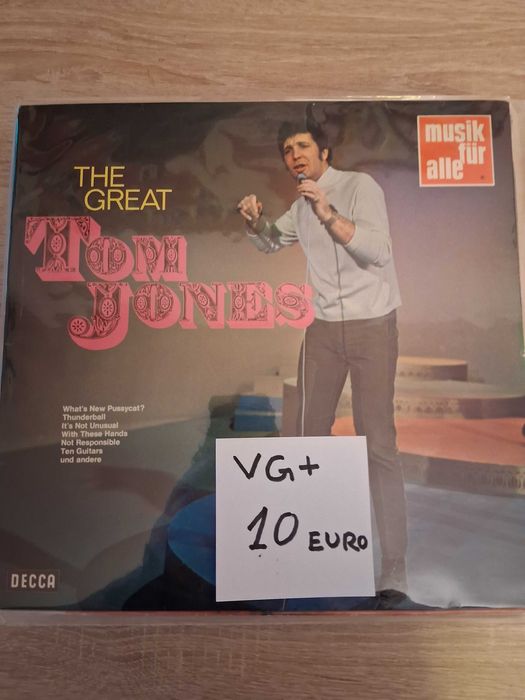 musik
für
alle
THE
GREAT
TOM
JONES
What's New Pussycat?
Thunderball
It's Not Unusual
With These Hands
Not Responsible
Ten Guitars
und andere
VG+
10 EURO
DECCA